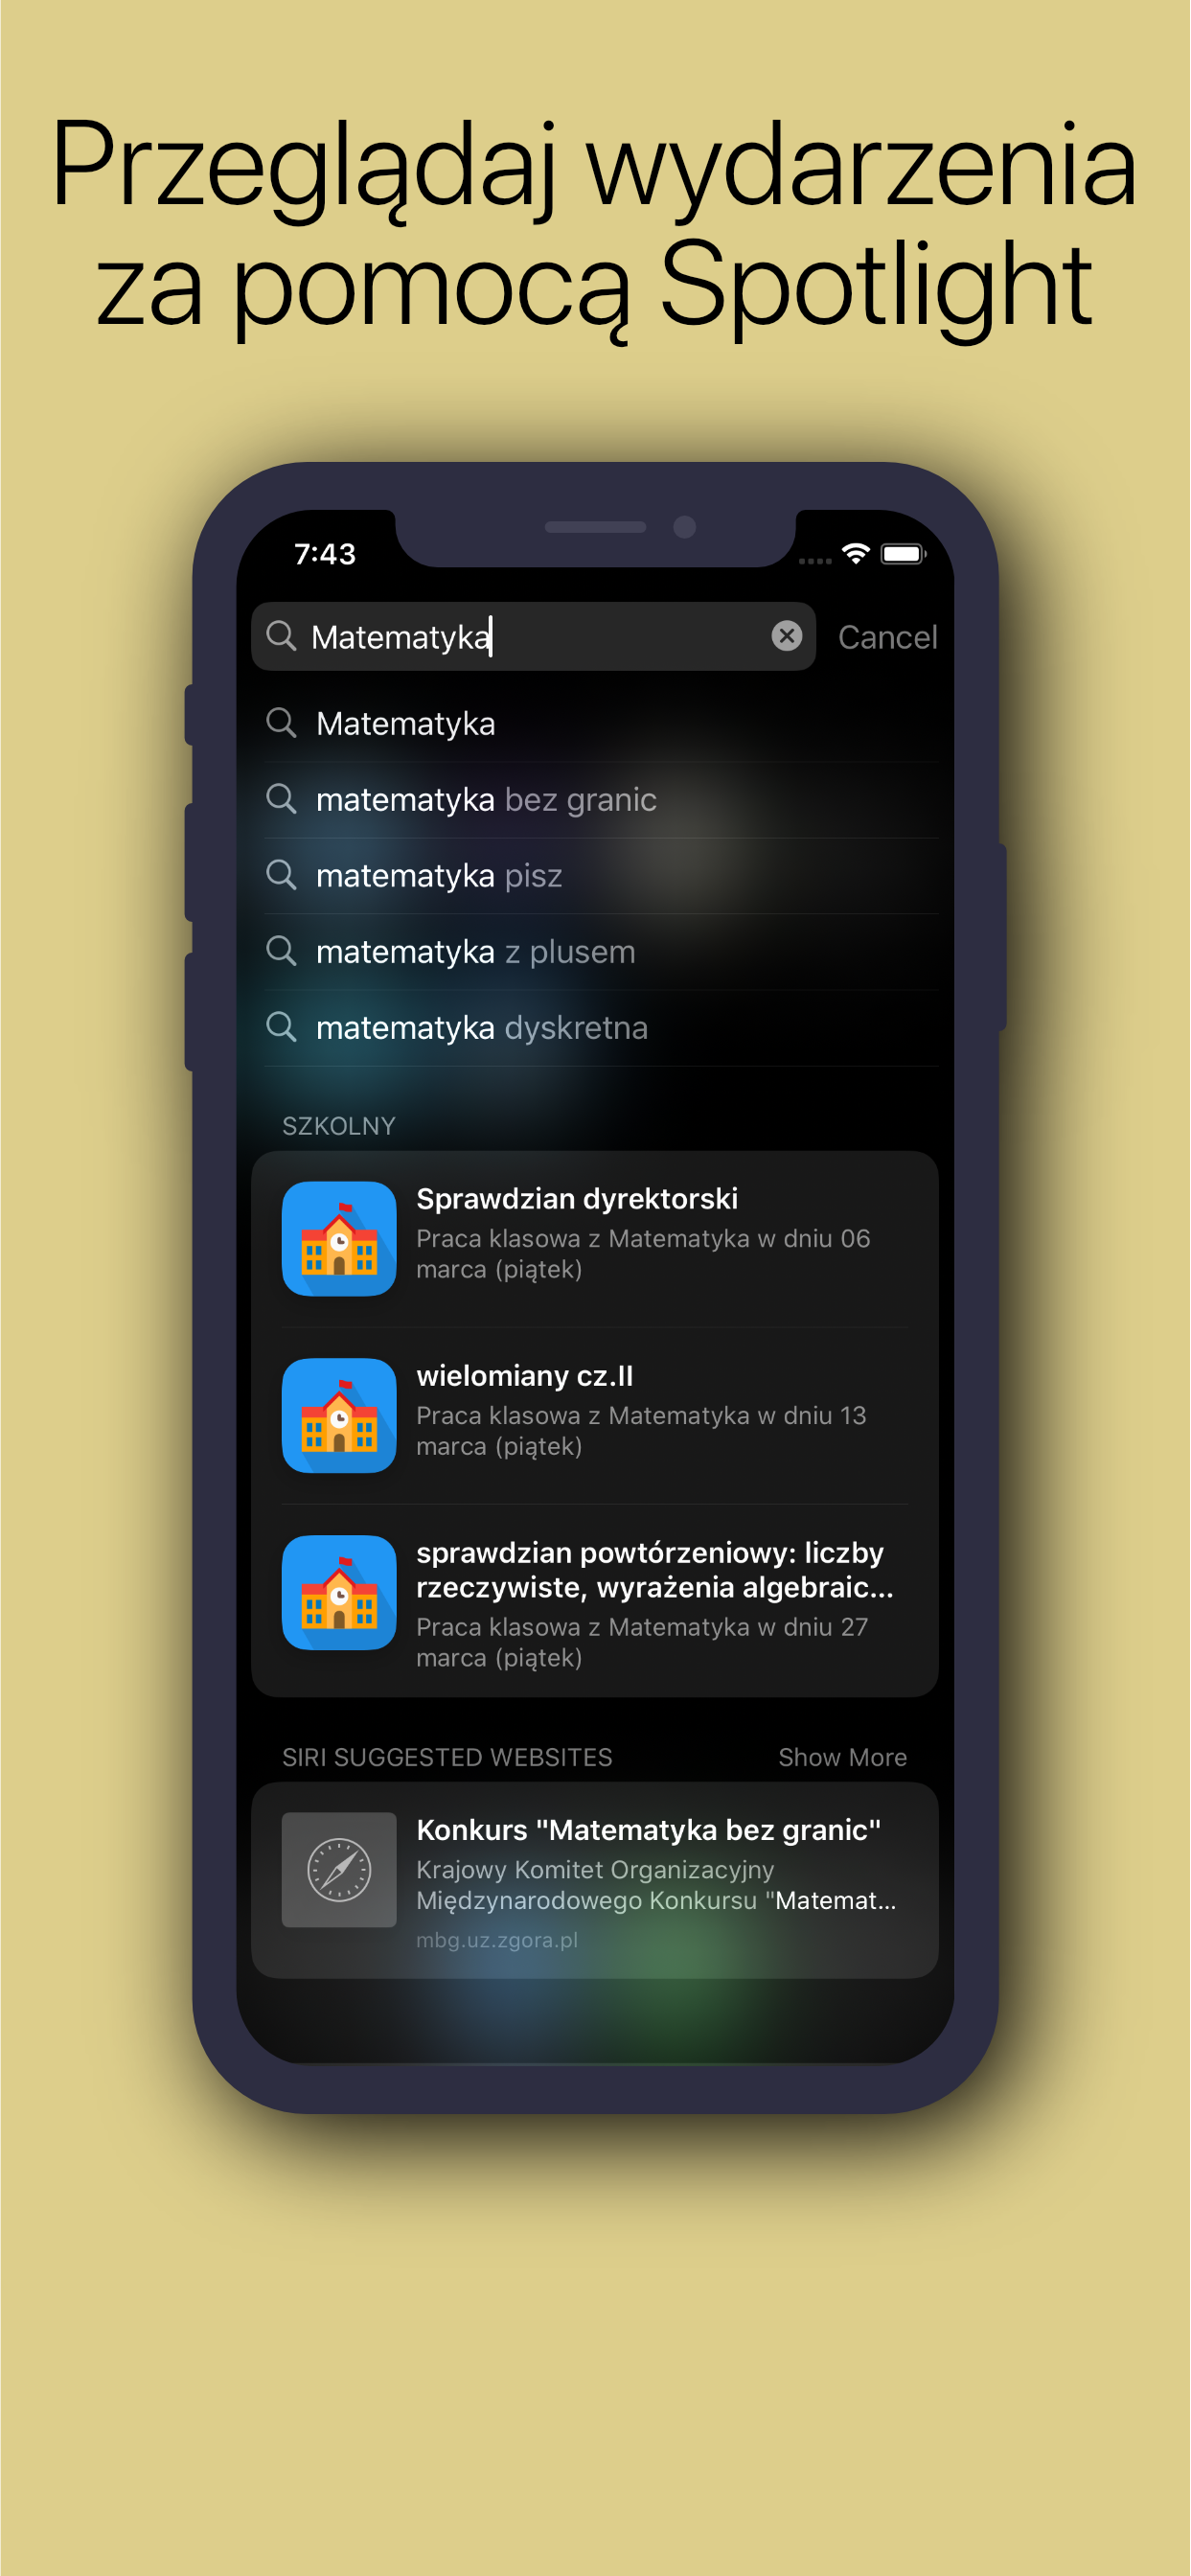 Przeglądaj wydarzenia
za pomocą Spotlight
7:43
Matematyka
Cancel
Matematyka
matematyka bez granic
matematyka pisz
matematyka z plusem
matematyka dyskretna
SZKOLNY
Sprawdzian dyrektorski
Praca klasowa z Matematyka w dniu 06
marca (piątek)
wielomiany cz.II
Praca klasowa z Matematyka w dniu 13
marca (piątek)
sprawdzian powtórzeniowy: liczby
rzeczywiste, wyrażenia algebraic...
Praca klasowa z Matematyka w dniu 27
marca (piątek)
SIRI SUGGESTED WEBSITES
Show More
Konkurs "Matematyka bez granic"
Krajowy Komitet Organizacyjny
Międzynarodowego Konkursu "Matemat...
mbg.uz.zgora.pl